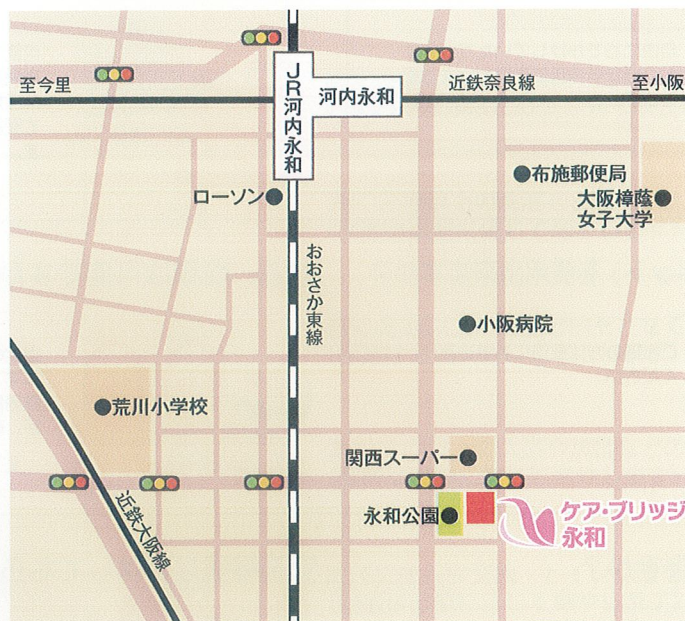 至今里
JR河内永和
河内永和
近鉄奈良線
至小阪
布施郵便局
ローソン
大阪樟蔭
女子大学
おおさか東線
小阪病院
荒川小学校
関西スーパー
近鉄大阪線
永和公園
ケア・ブリッジ
永和